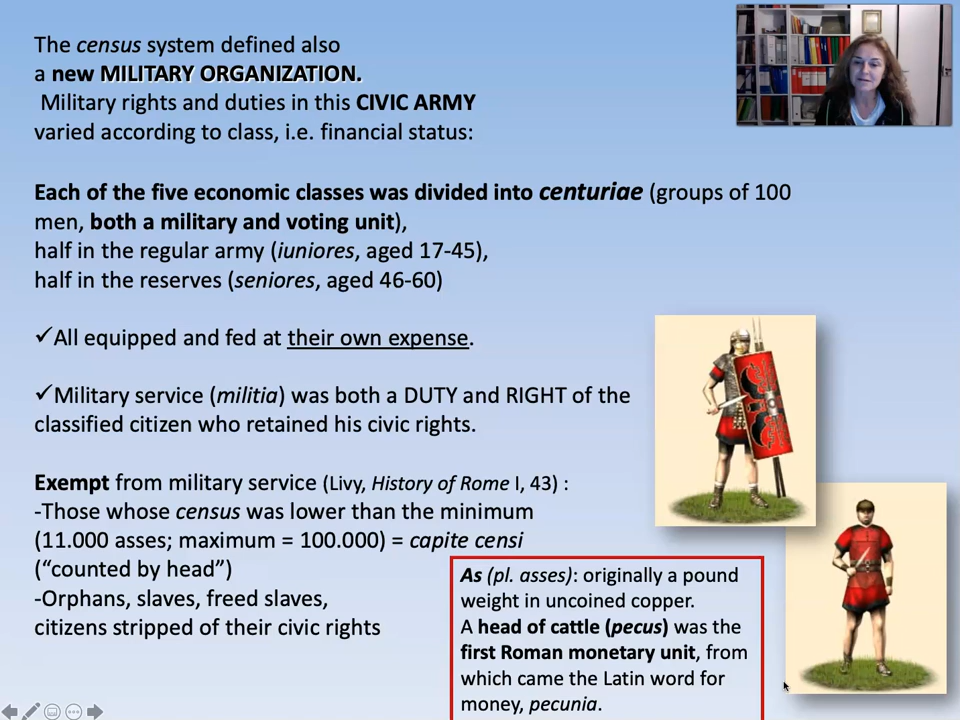 The census system defined also
a new MILITARY ORGANIZATION.
Military rights and duties in this CIVIC ARMY
varied according to class, i.e. financial status:
Each of the five economic classes was divided into centuriae (groups of 100
men, both a military and voting unit),
half in the regular army (iuniores, aged 17-45),
half in the reserves (seniores, aged 46-60)
✓All equipped and fed at their own expense.
✓Military service (militia) was both a DUTY and RIGHT of the
classified citizen who retained his civic rights.
Exempt from military service (Livy, History of Rome I, 43) :
-Those whose census was lower than the minimum
(11.000 asses; maximum = 100.000) = capite censi
(“counted by head”)
-Orphans, slaves, freed slaves,
citizens stripped of their civic rights
As (pl. asses): originally a pound
weight in uncoined copper.
A head of cattle (pecus) was the
first Roman monetary unit, from
which came the Latin word for
money, pecunia.